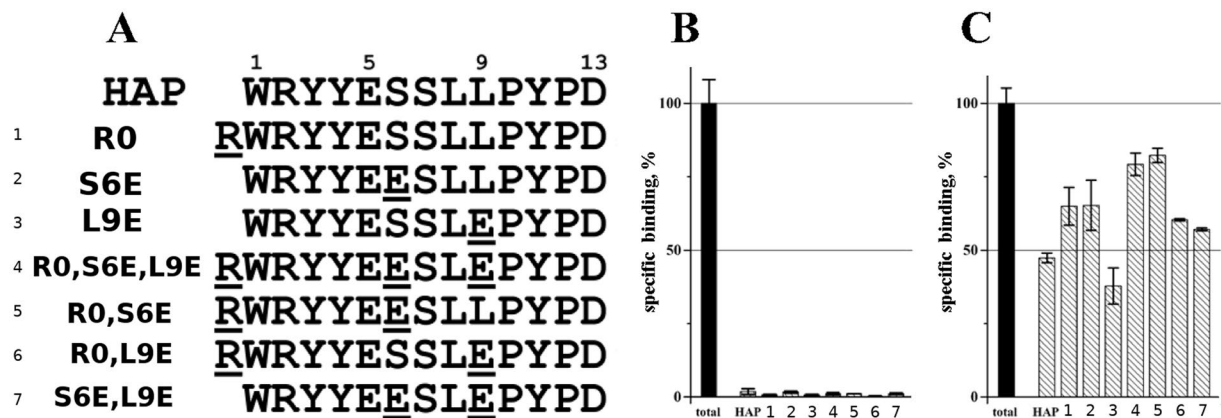 A
1 5 9 13
HAP WRYYESSLLPYPD
1 R0 RWRYYESSLLPYPD
2 S6E WRYYEESLLPYPD
3 L9E WRYYESSLEPYPD
4 R0,S6E,L9E RWRYYEESLEPYPD
5 R0,S6E RWRYYEESLLPYPD
6 R0,L9E RWRYYESSLEPYPD
7 S6E,L9E WRYYEESLEPYPD
B
specific binding, %
100
50
0
total HAP 1 2 3 4 5 6 7
C
specific binding, %
100
50
0
total HAP 1 2 3 4 5 6 7